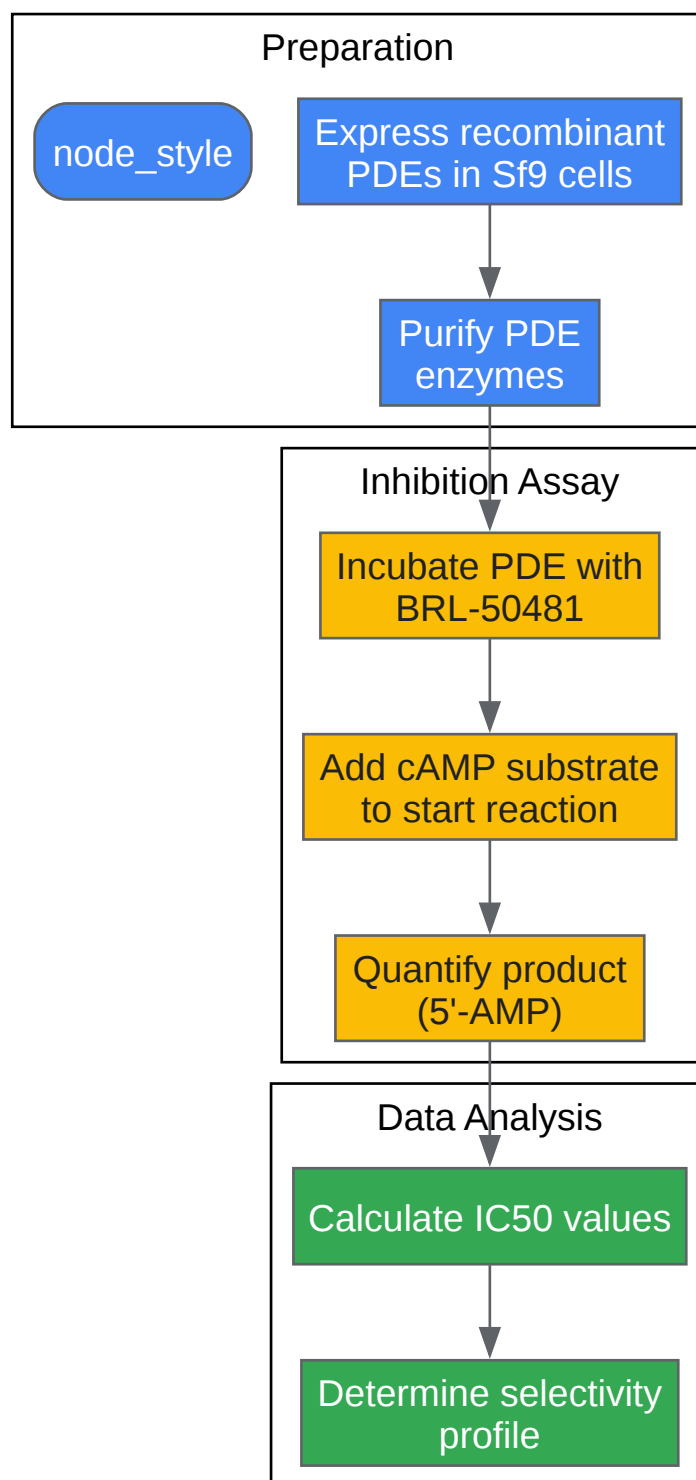 Preparation
node_style
Express recombinant
PDEs in Sf9 cells
Purify PDE
enzymes
Inhibition Assay
Incubate PDE with
BRL-50481
Add cAMP substrate
to start reaction
Quantify product
(5'-AMP)
Data Analysis
Calculate IC50 values
Determine selectivity
profile